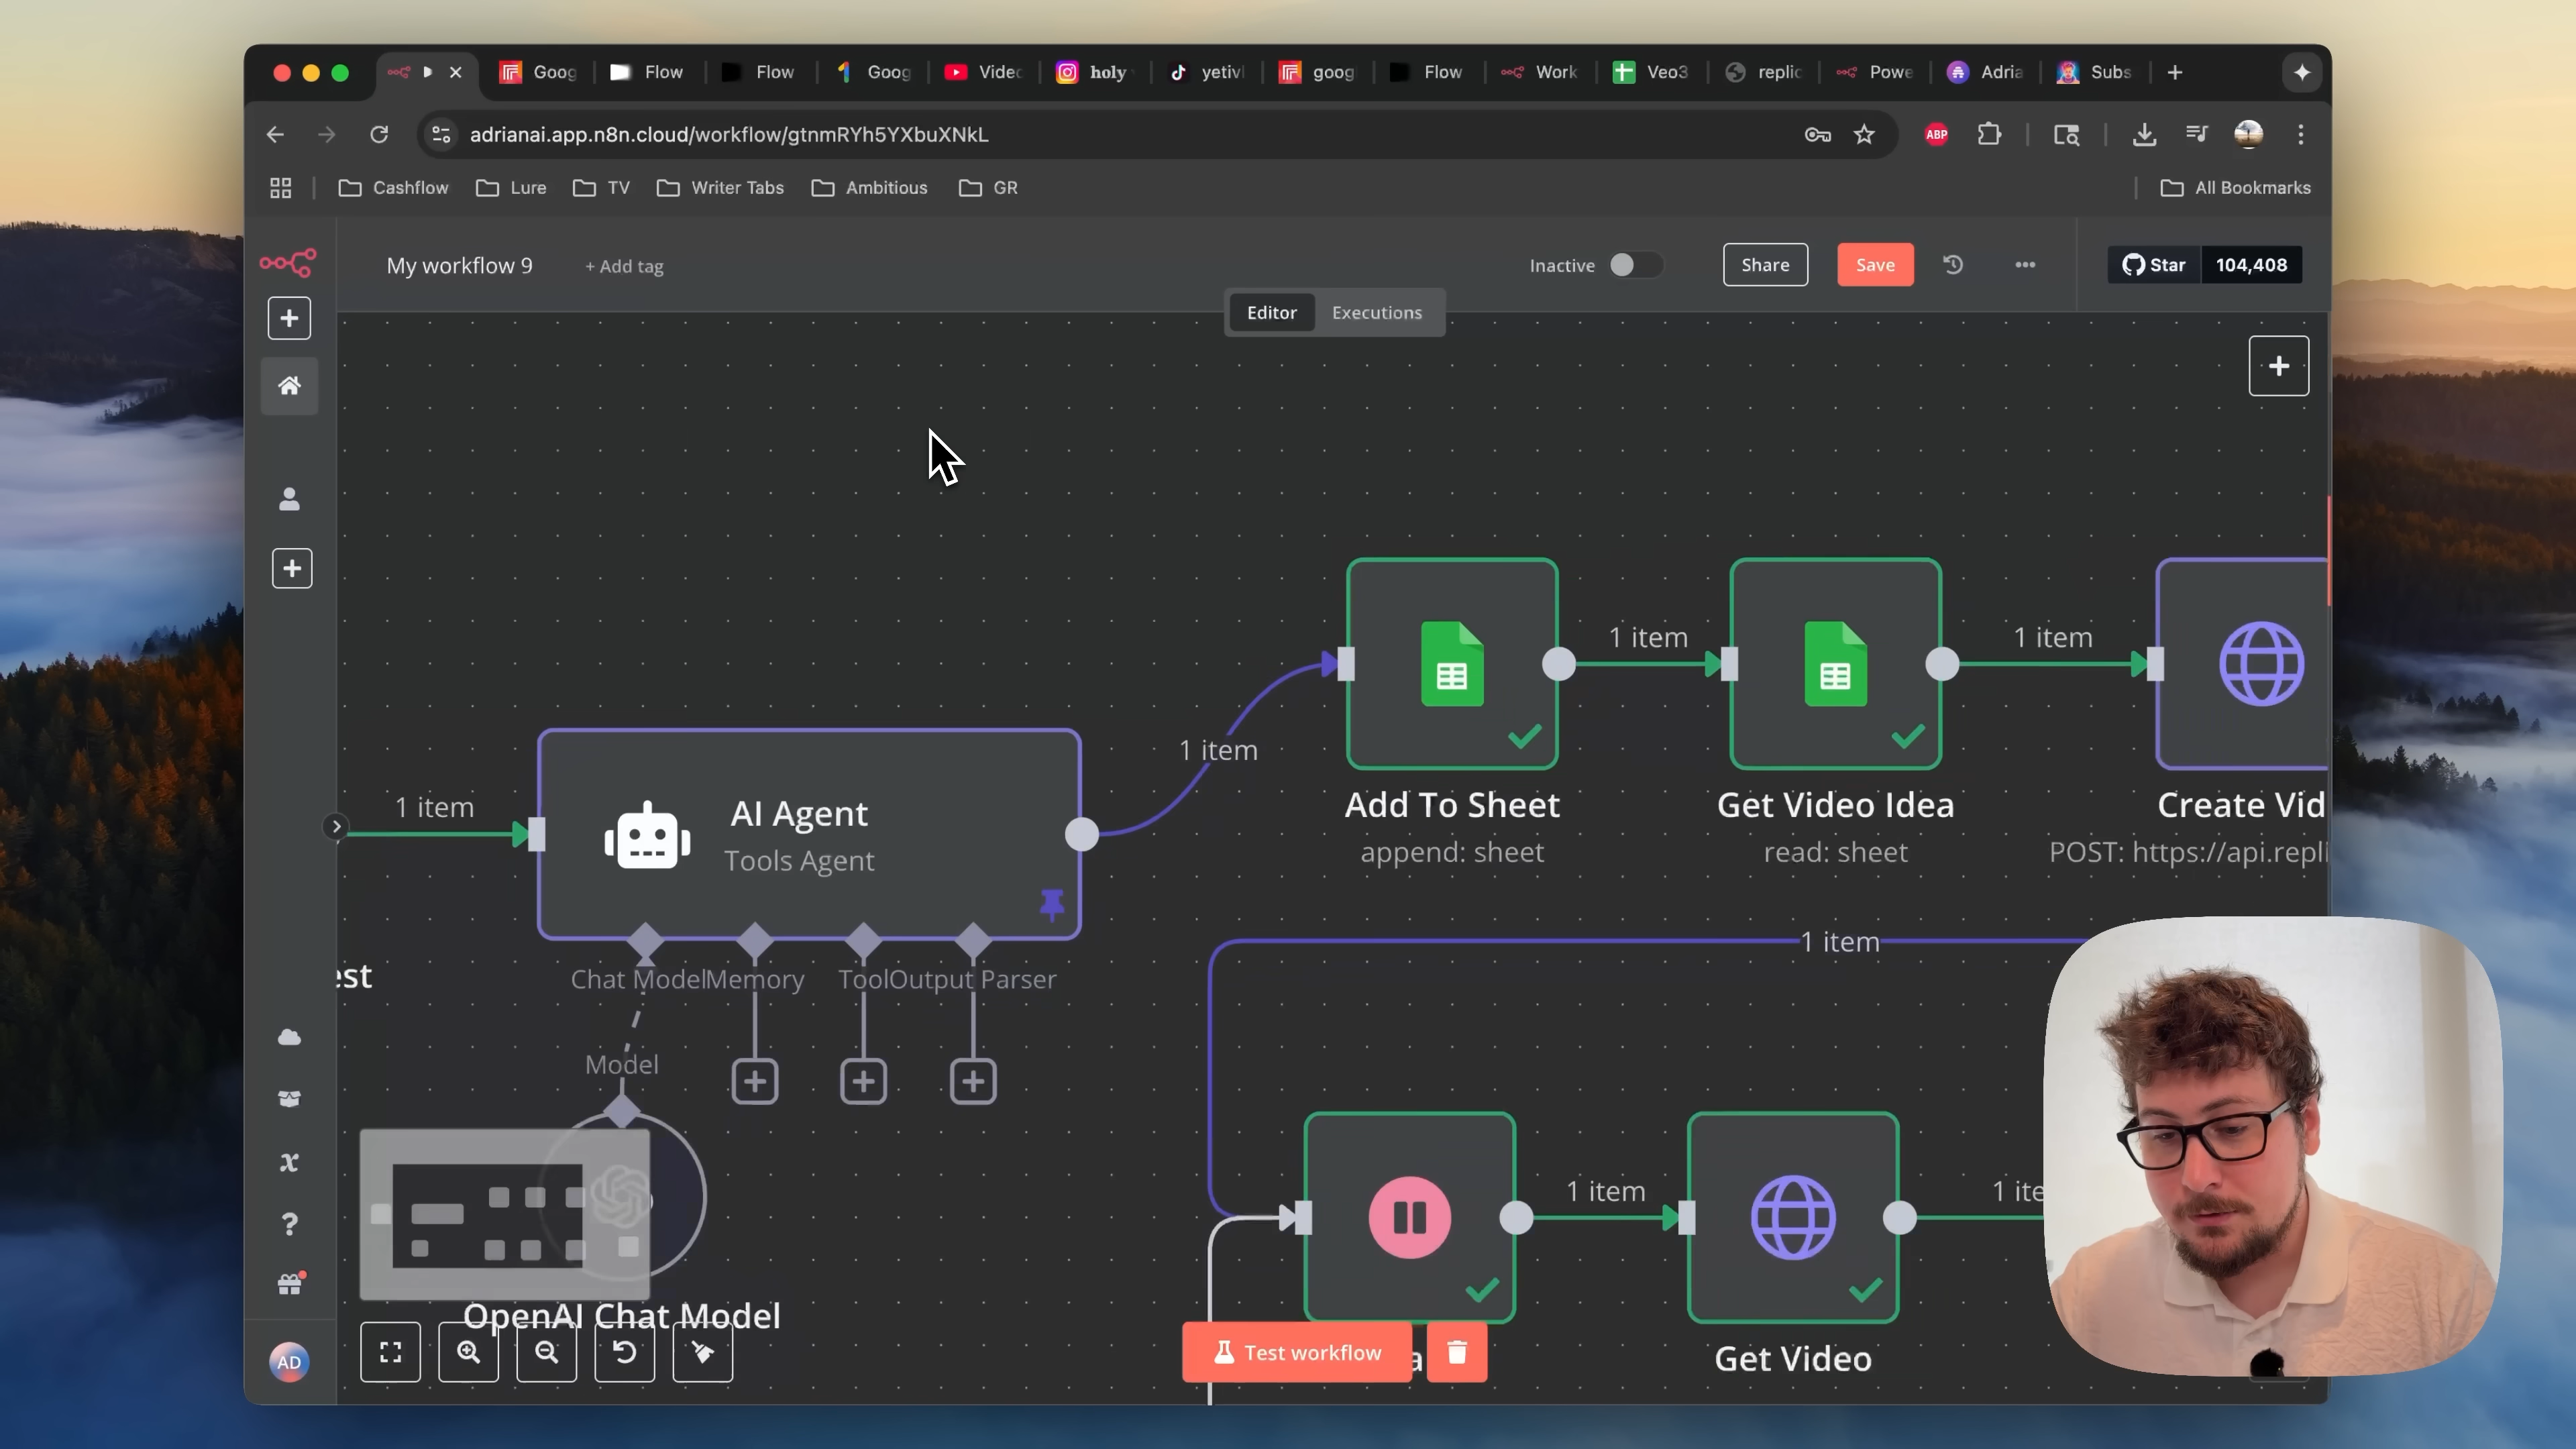 Goog
Flow
Flow
Goog
Videc
holy
yetivl
goog
Flow
Work
Veo3
replic
Powe
Adria
Subs
adrianai.app.n8n.cloud/workflow/gtnmRYh5YXbuXNkL
ABP
Cashflow
Lure
TV
Writer Tabs
Ambitious
GR
All Bookmarks
My workflow 9
+ Add tag
Inactive
Share
Save
Star
104,408
Editor
Executions
1 item
1 item
1 item
AI Agent
Tools Agent
1 item
Add To Sheet
append: sheet
Get Video Idea
read: sheet
Create Vid
POST: https://api.repli
1 item
est
Chat Model
Memory
Tool
Output Parser
Model
1 item
1 ite
OpenAI Chat Model
Test workflow
a
Get Video
AD